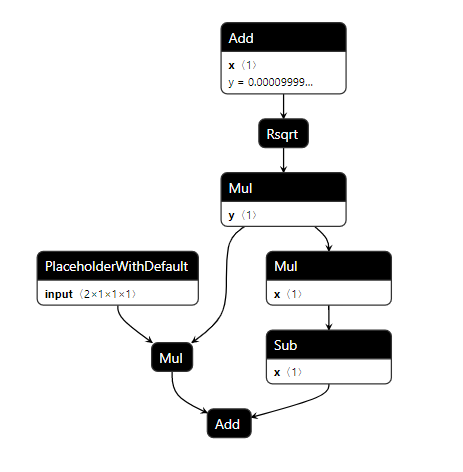 Add
x〈1〉
y = 0.00009999...
Rsqrt
Mul
y〈1〉
PlaceholderWithDefault
input〈2×1×1×1〉
Mul
x〈1〉
Mul
Sub
x〈1〉
Add